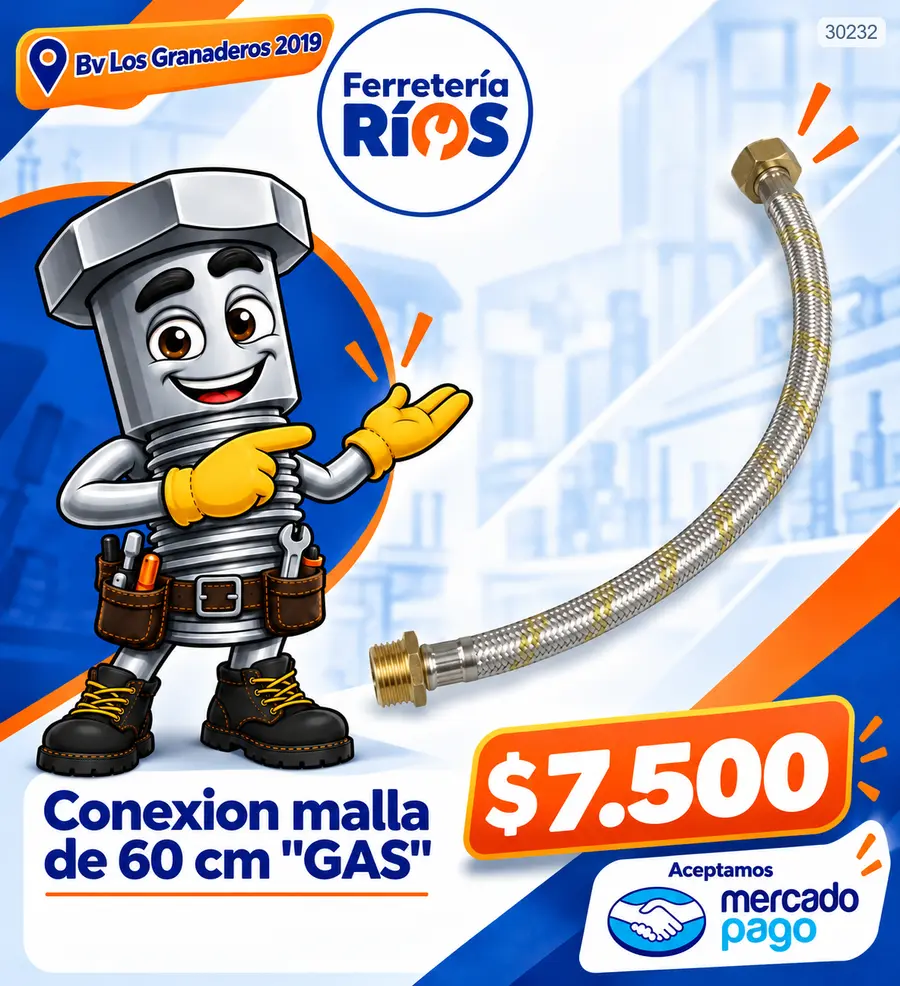 Bv Los Granaderos 2019
Ferretería
RÍOS
30232
$7.500
Conexion malla
de 60 cm "GAS"
Aceptamos
mercado
pago